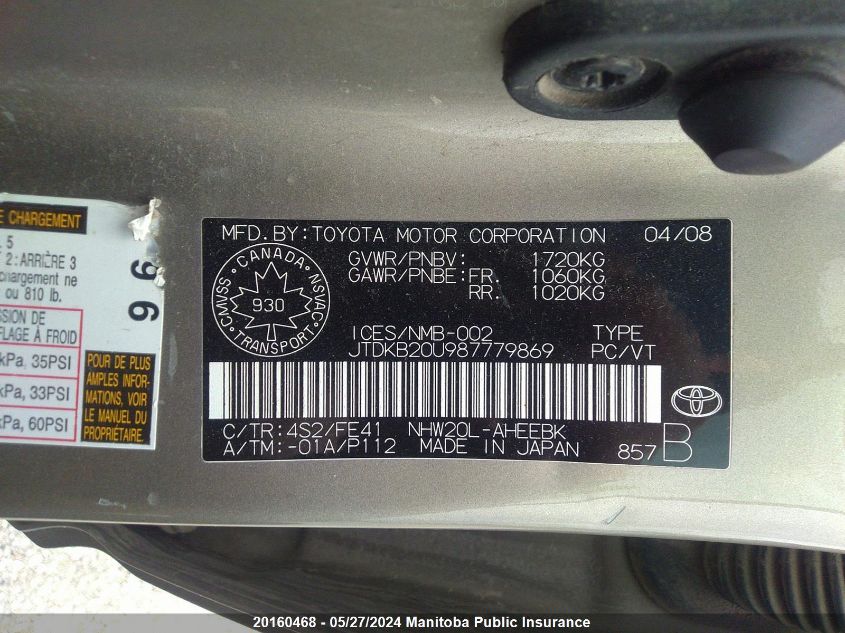 E CHARGEMENT
L 5
2:ARRIÈRE 3
chargement ne
ou 810 lb.
SSION DE
FLAGE À FROID
kPa, 35PSI
kPa, 33PSI
kPa, 60PSI
POUR DE PLUS
AMPLES INFOR-
MATIONS, VOIR
LE MANUEL DU
PROPRIÉTAIRE
96
MFD. BY: TOYOTA MOTOR CORPORATION 04/08
GVWR/PNBV: 1720KG
GAWR/PNBE: FR. 1060KG
RR. 1020KG
CANADA
CMVSS NSVAC
930
TRANSPORT
ICES/NMB-002 TYPE
JTDKB20U987779869 PC/VT
C/TR:4S2/FE41 NHW20L-AHEEBK
A/TM:-01A/P112 MADE IN JAPAN 857 B
20160468 - 05/27/2024 Manitoba Public Insurance